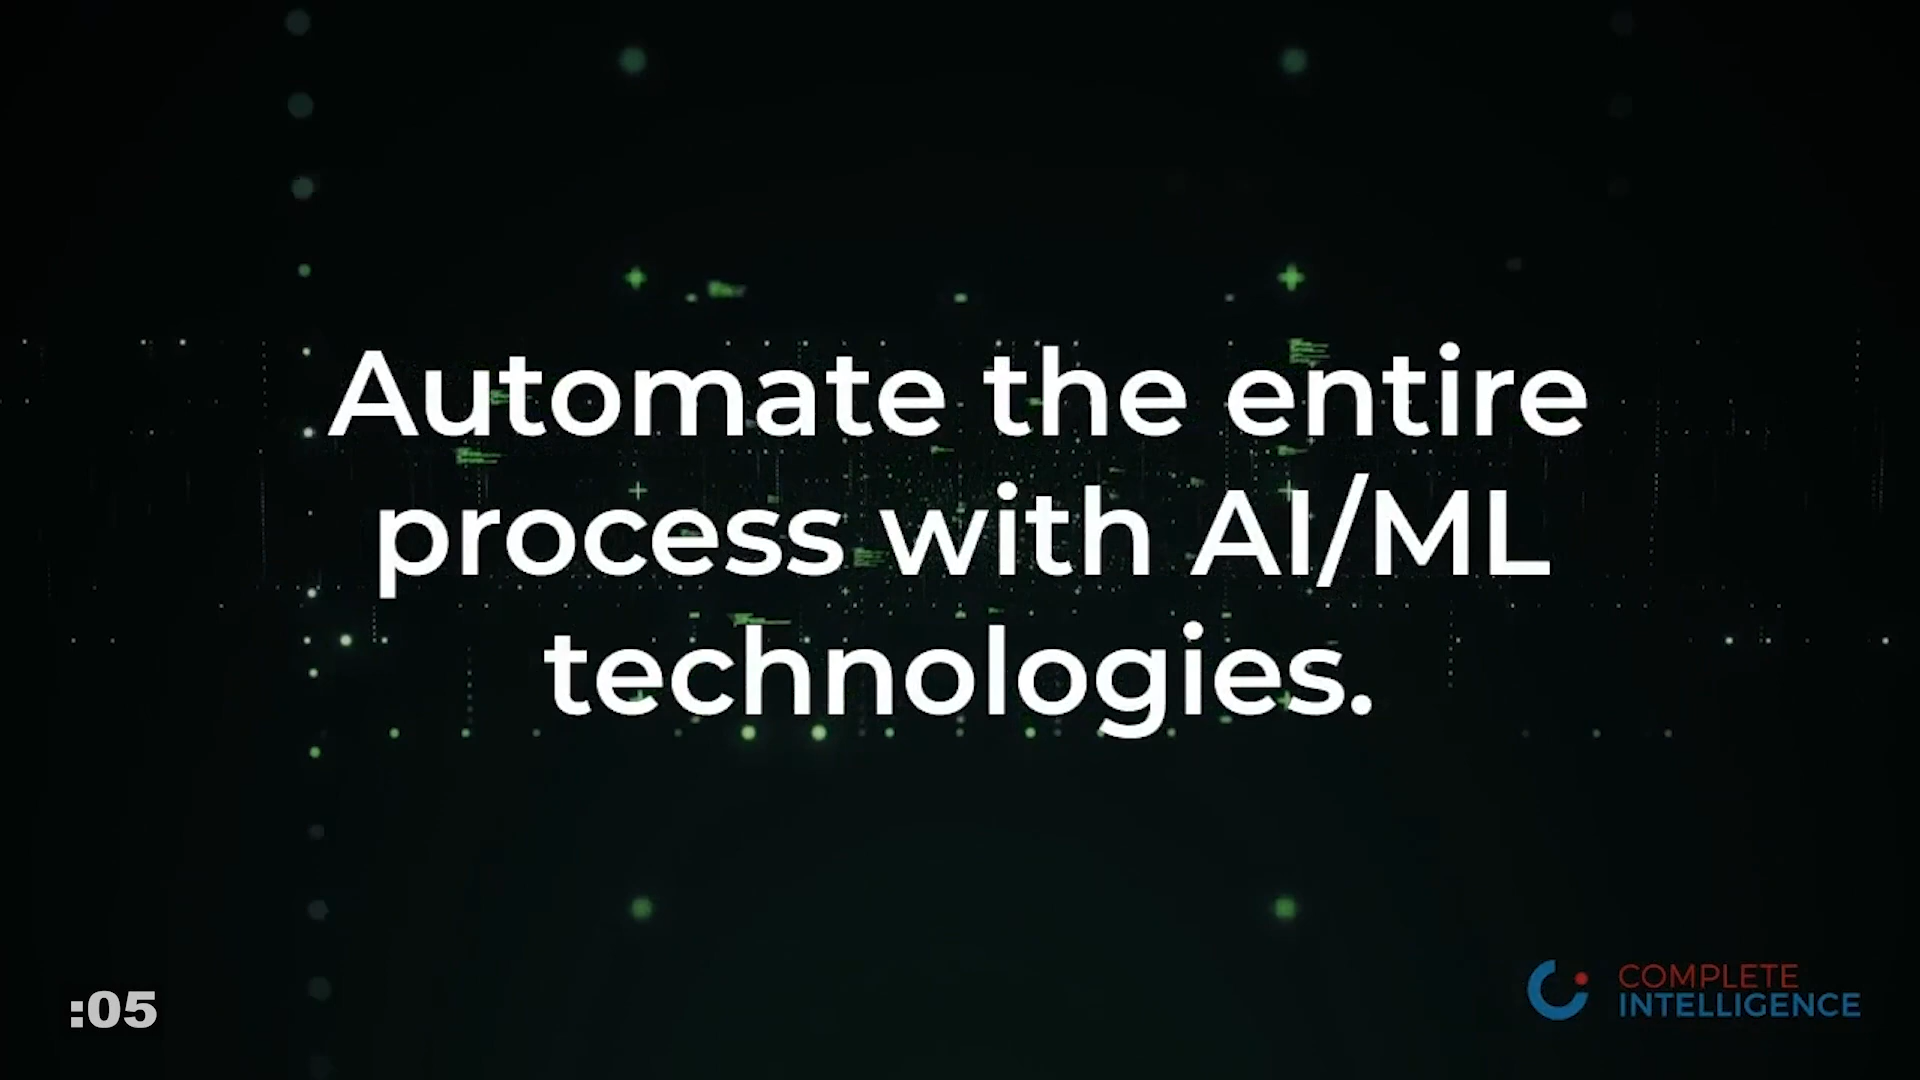 Automate the entire
process with AI/ML
technologies.
:05
COMPLETE
INTELLIGENCE